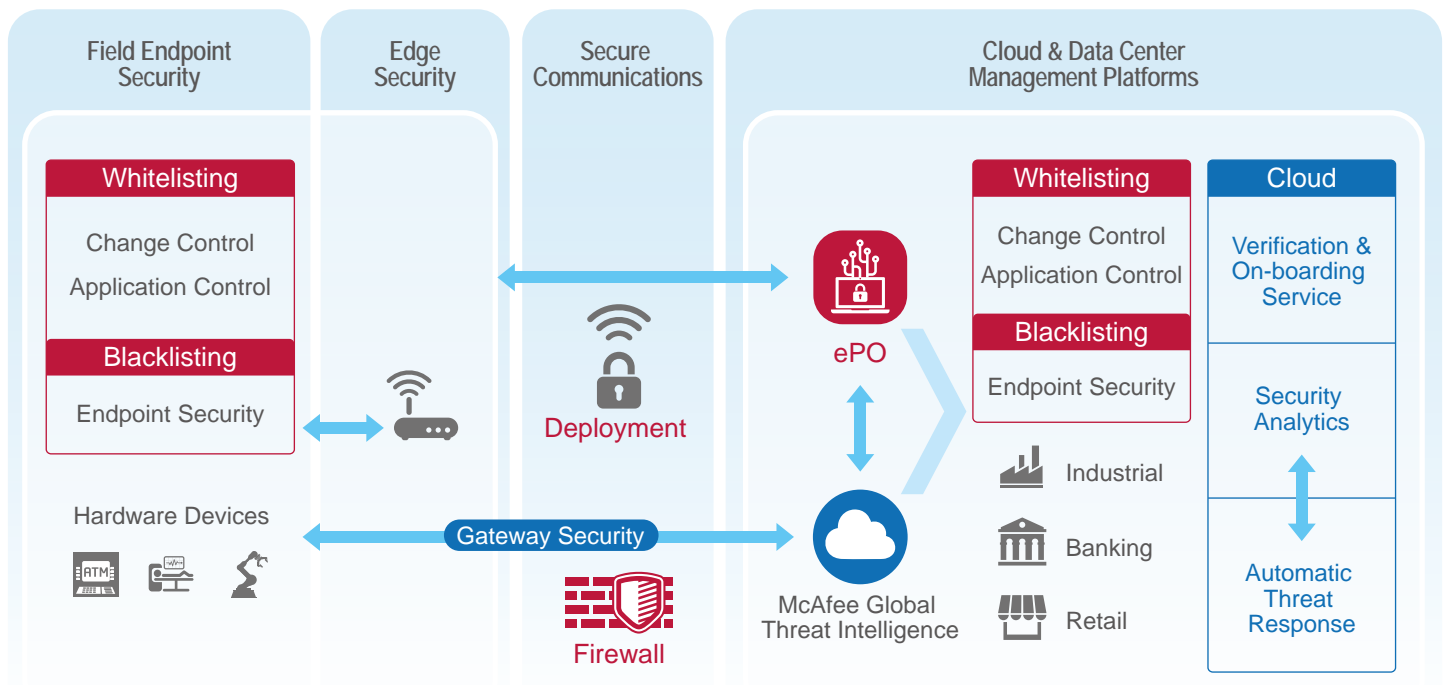 Field Endpoint
Security
Edge
Security
Secure
Communications
Cloud & Data Center
Management Platforms
Whitelisting
Change Control
Application Control
Blacklisting
Endpoint Security
Hardware Devices
ATM
Deployment
Gateway Security
Firewall
ePO
McAfee Global
Threat Intelligence
Whitelisting
Change Control
Application Control
Blacklisting
Endpoint Security
Industrial
Banking
Retail
Cloud
Verification &
On-boarding
Service
Security
Analytics
Automatic
Threat
Response